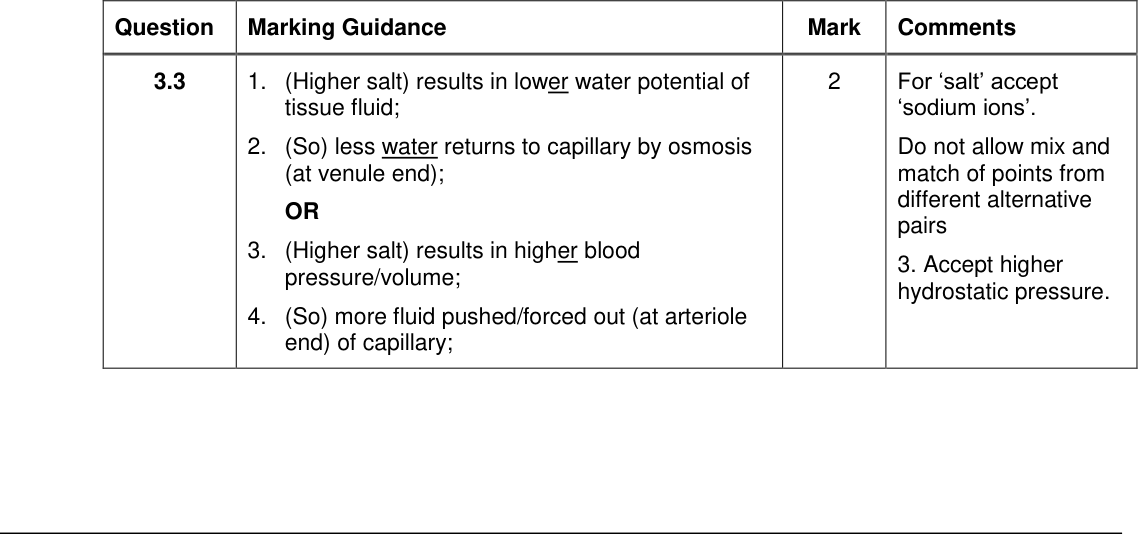 Question Marking Guidance Mark Comments
3.3 1. (Higher salt) results in lower water potential of tissue fluid; 2 For ‘salt’ accept ‘sodium ions’.
2. (So) less water returns to capillary by osmosis (at venule end);
OR
3. (Higher salt) results in higher blood pressure/volume;
4. (So) more fluid pushed/forced out (at arteriole end) of capillary;
Do not allow mix and match of points from different alternative pairs
3. Accept higher hydrostatic pressure.